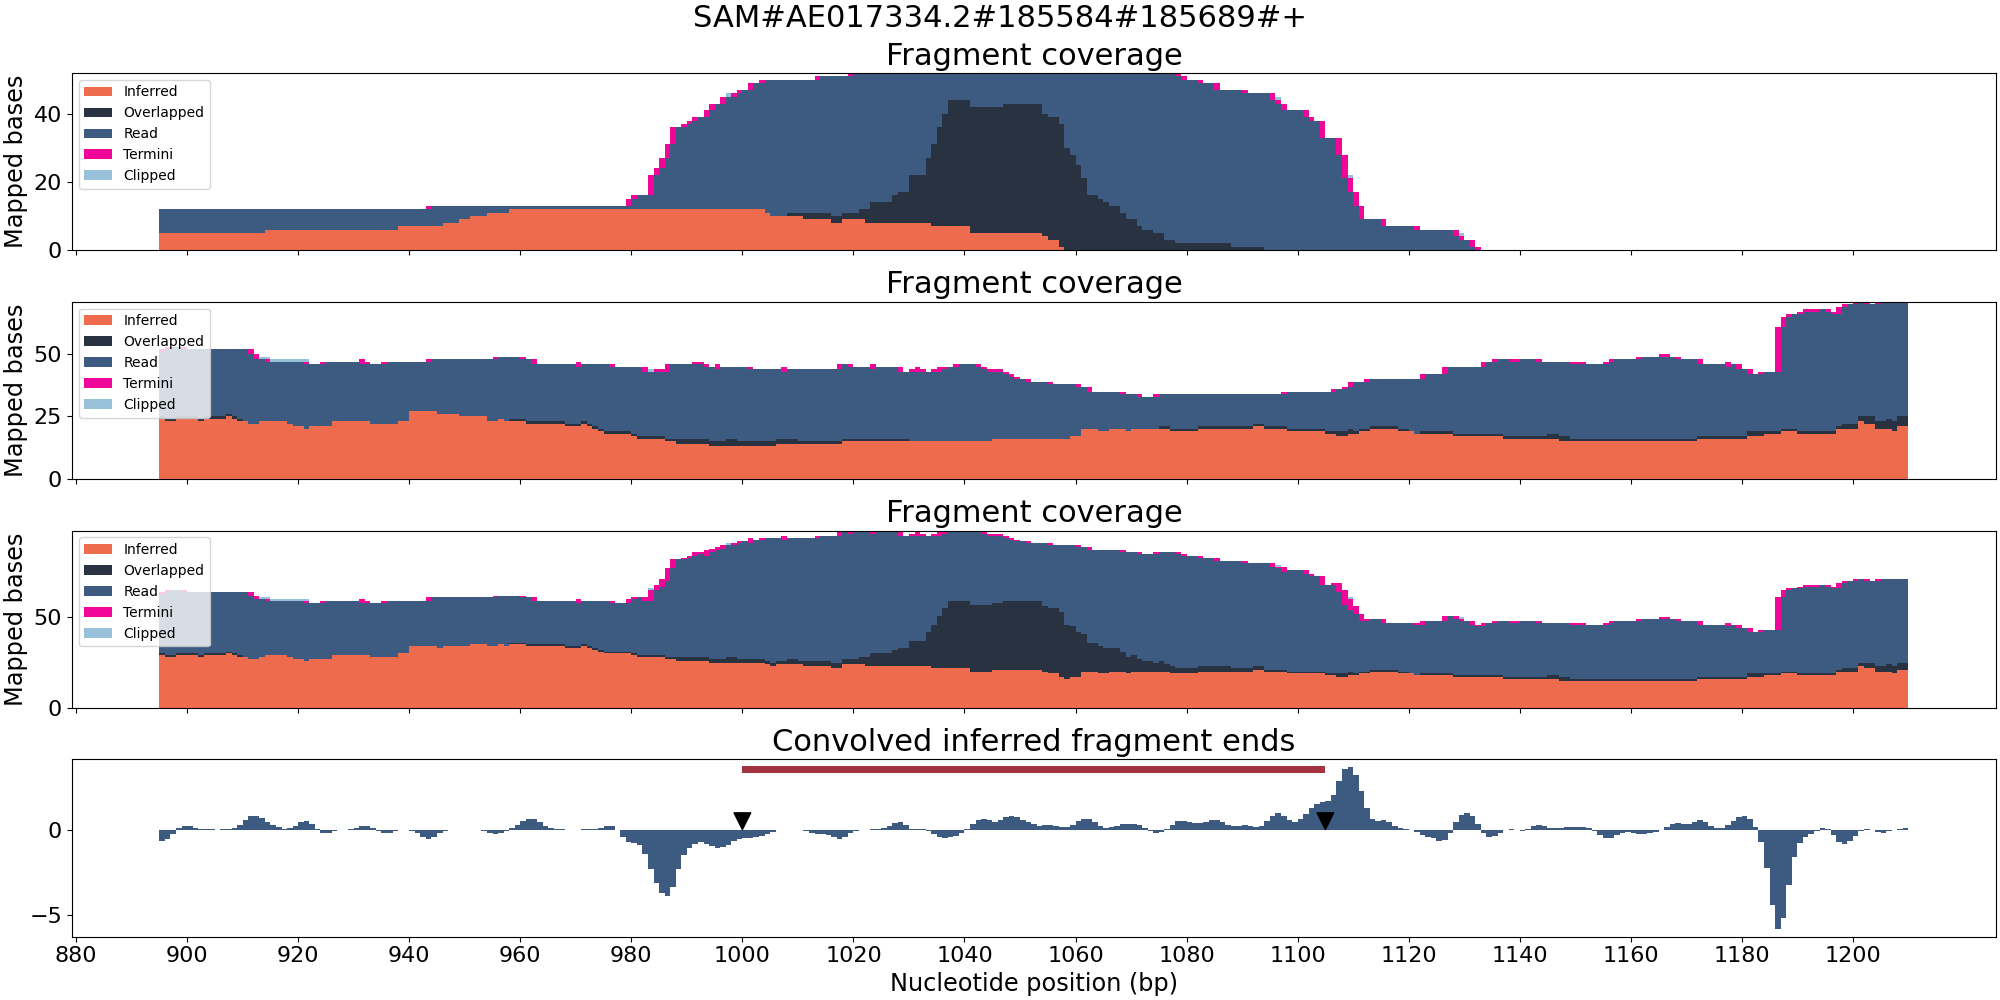 SAM#AE017334.2#185584#185689#+
Fragment coverage
Mapped bases
40
20
0
Inferred
Overlapped
Read
Termini
Clipped
Fragment coverage
Mapped bases
50
25
0
Inferred
Overlapped
Read
Termini
Clipped
Fragment coverage
Mapped bases
50
0
Inferred
Overlapped
Read
Termini
Clipped
Convolved inferred fragment ends
0
−5
880 900 920 940 960 980 1000 1020 1040 1060 1080 1100 1120 1140 1160 1180 1200
Nucleotide position (bp)